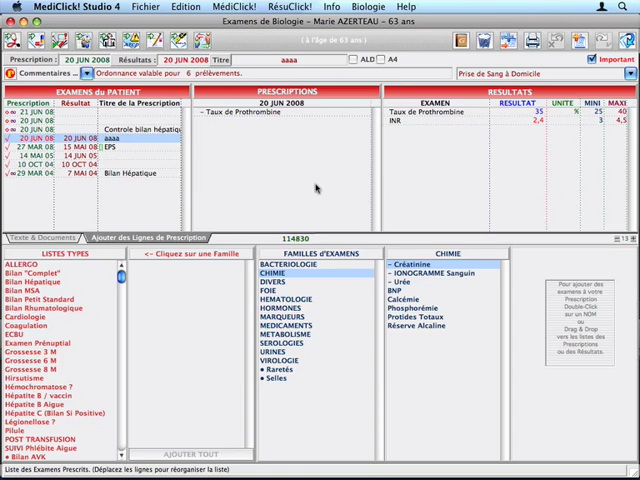 MediClick! Studio 4 Fichier Edition MédiClick! RésuClick! Info Biologie Help
Examens de Biologie – Marie AZERTEAU - 63 ans
( à l'âge de 63 ans )
Prescription : 20 JUN 2008 Résultats : 20 JUN 2008 Titre aaaa ALD A4 Important
Commentaires ... Ordonnance valable pour 6 prélèvements. Prise de Sang à Domicile
EXAMENS du PATIENT PRESCRIPTIONS RESULTATS
Prescription Résultat Titre de la Prescription 20 JUN 2008 EXAMEN RESULTAT UNITE MINI MAXI
21 JUN 08 - Taux de Prothrombine Taux de Prothrombine 35 % 25 40
20 JUN 08 INR 2,4 3 4,5
20 JUN 08 Controle bilan hépatiqu
20 JUN 08 20 JUN 08 aaaa
27 MAR 08 15 MAI 08 EPS
14 MAI 05 14 JUN 05
10 OCT 04 10 OCT 04
29 MAR 04 7 MAI 04 Bilan Hépatique
Texte & Documents Ajouter des Lignes de Prescription 114830 13
LISTES TYPES <- Cliquez sur une Famille FAMILLES d'EXAMENS CHIMIE
ALLERGO BACTERIOLOGIE - Créatinine
Bilan "Complet" CHIMIE - IONOGRAMME Sanguin
Bilan Hépatique DIVERS - Urée
Bilan MSA FOIE BNP
Bilan Petit Standard HEMATOLOGIE Calcémie
Bilan Rhumatologique HORMONES Phosphorémie
Cardiologie MARQUEURS Protides Totaux
Coagulation MEDICAMENTS Réserve Alcaline
ECBU METABOLISME
Examen Prénuptial SEROLOGIES
Grossesse 3 M URINES
Grossesse 6 M VIROLOGIE
Grossesse 8 M • Raretés
Hirsutisme • Selles
Hémochromatose ?
Hépatite B / vaccin
Hépatite B Aigue
Hépatite C (Bilan Si Positive)
Légionellose ?
Pilule
POST TRANSFUSION
SUIVI Phlébite Aigue
• Bilan AVK
AJOUTER TOUT
Pour ajouter des
examens à votre
Prescription
Double-Click
sur un NOM
ou
Drag & Drop
vers les listes des
Prescriptions
ou des Résultats.
Liste des Examens Prescrits. (Déplacez les lignes pour réorganiser la liste)